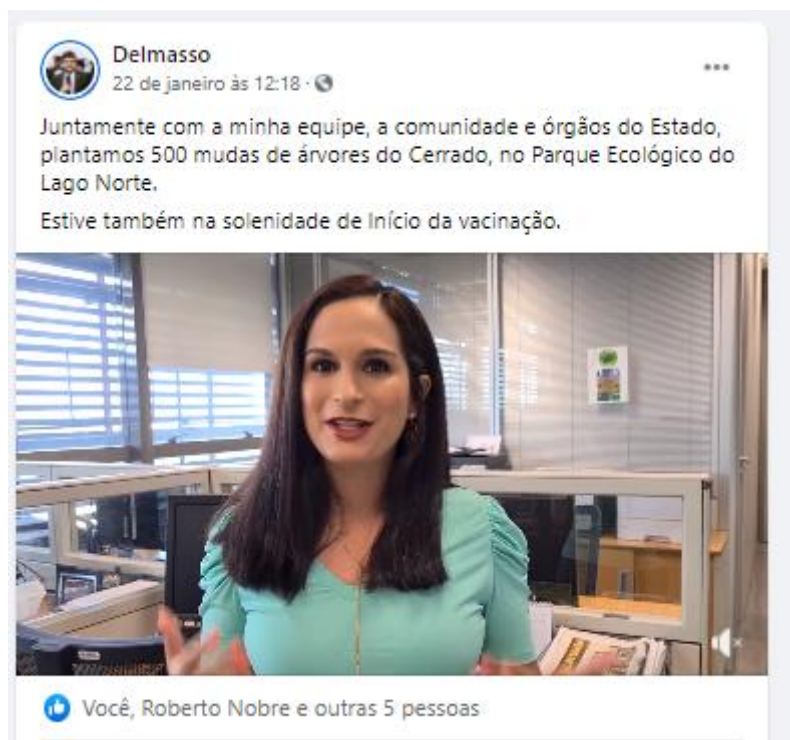 Delmasso
22 de janeiro às 12:18 ·
Juntamente com a minha equipe, a comunidade e órgãos do Estado,
plantamos 500 mudas de árvores do Cerrado, no Parque Ecológico do
Lago Norte.
Estive também na solenidade de Início da vacinação.
Você, Roberto Nobre e outras 5 pessoas